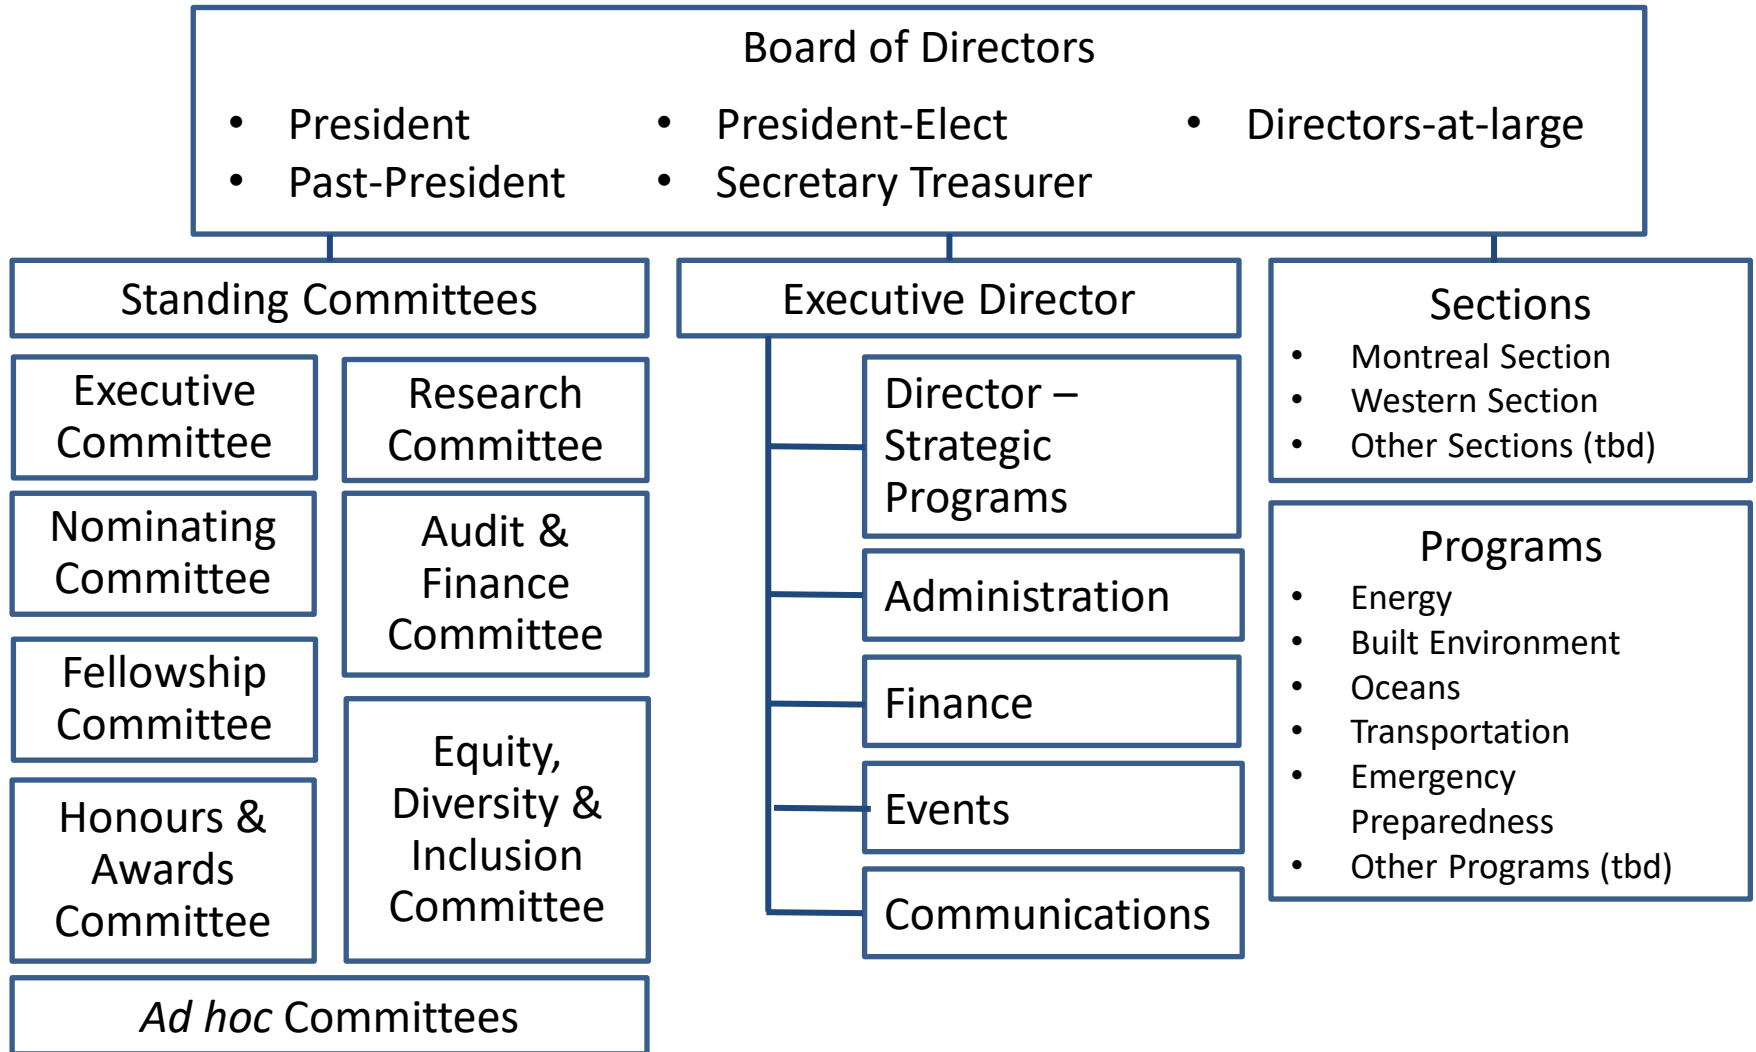 Board of Directors
• President
• Past-President
• President-Elect
• Secretary Treasurer
• Directors-at-large
Standing Committees
Executive
Committee
Nominating
Committee
Fellowship
Committee
Honours &
Awards
Committee
Research
Committee
Audit &
Finance
Committee
Equity,
Diversity &
Inclusion
Committee
Ad hoc Committees
Executive Director
Director –
Strategic
Programs
Administration
Finance
Events
Communications
Sections
• Montreal Section
• Western Section
• Other Sections (tbd)
Programs
• Energy
• Built Environment
• Oceans
• Transportation
• Emergency
Preparedness
• Other Programs (tbd)